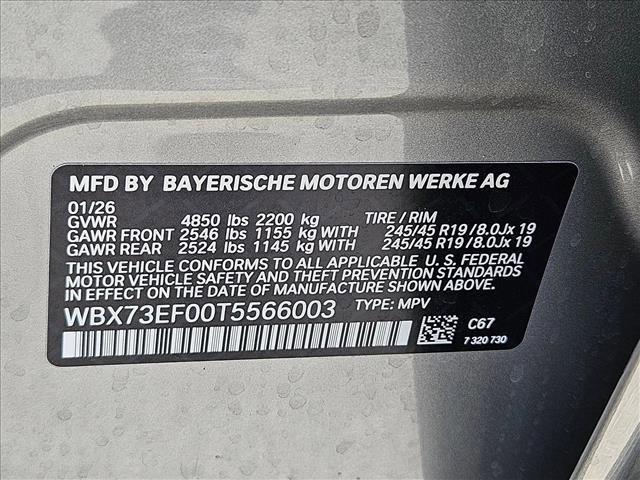 MFD BY BAYERISCHE MOTOREN WERKE AG
01/26
GVWR 4850 lbs 2200 kg TIRE / RIM
GAWR FRONT 2546 lbs 1155 kg WITH 245/45 R19/8.0Jx 19
GAWR REAR 2524 lbs 1145 kg WITH 245/45 R19/8.0Jx 19
THIS VEHICLE CONFORMS TO ALL APPLICABLE U. S. FEDERAL
MOTOR VEHICLE SAFETY AND THEFT PREVENTION STANDARDS
IN EFFECT ON THE DATE OF MANUFACTURE SHOWN ABOVE.
WBX73EF00T5566003 TYPE: MPV
C67
7 320 730